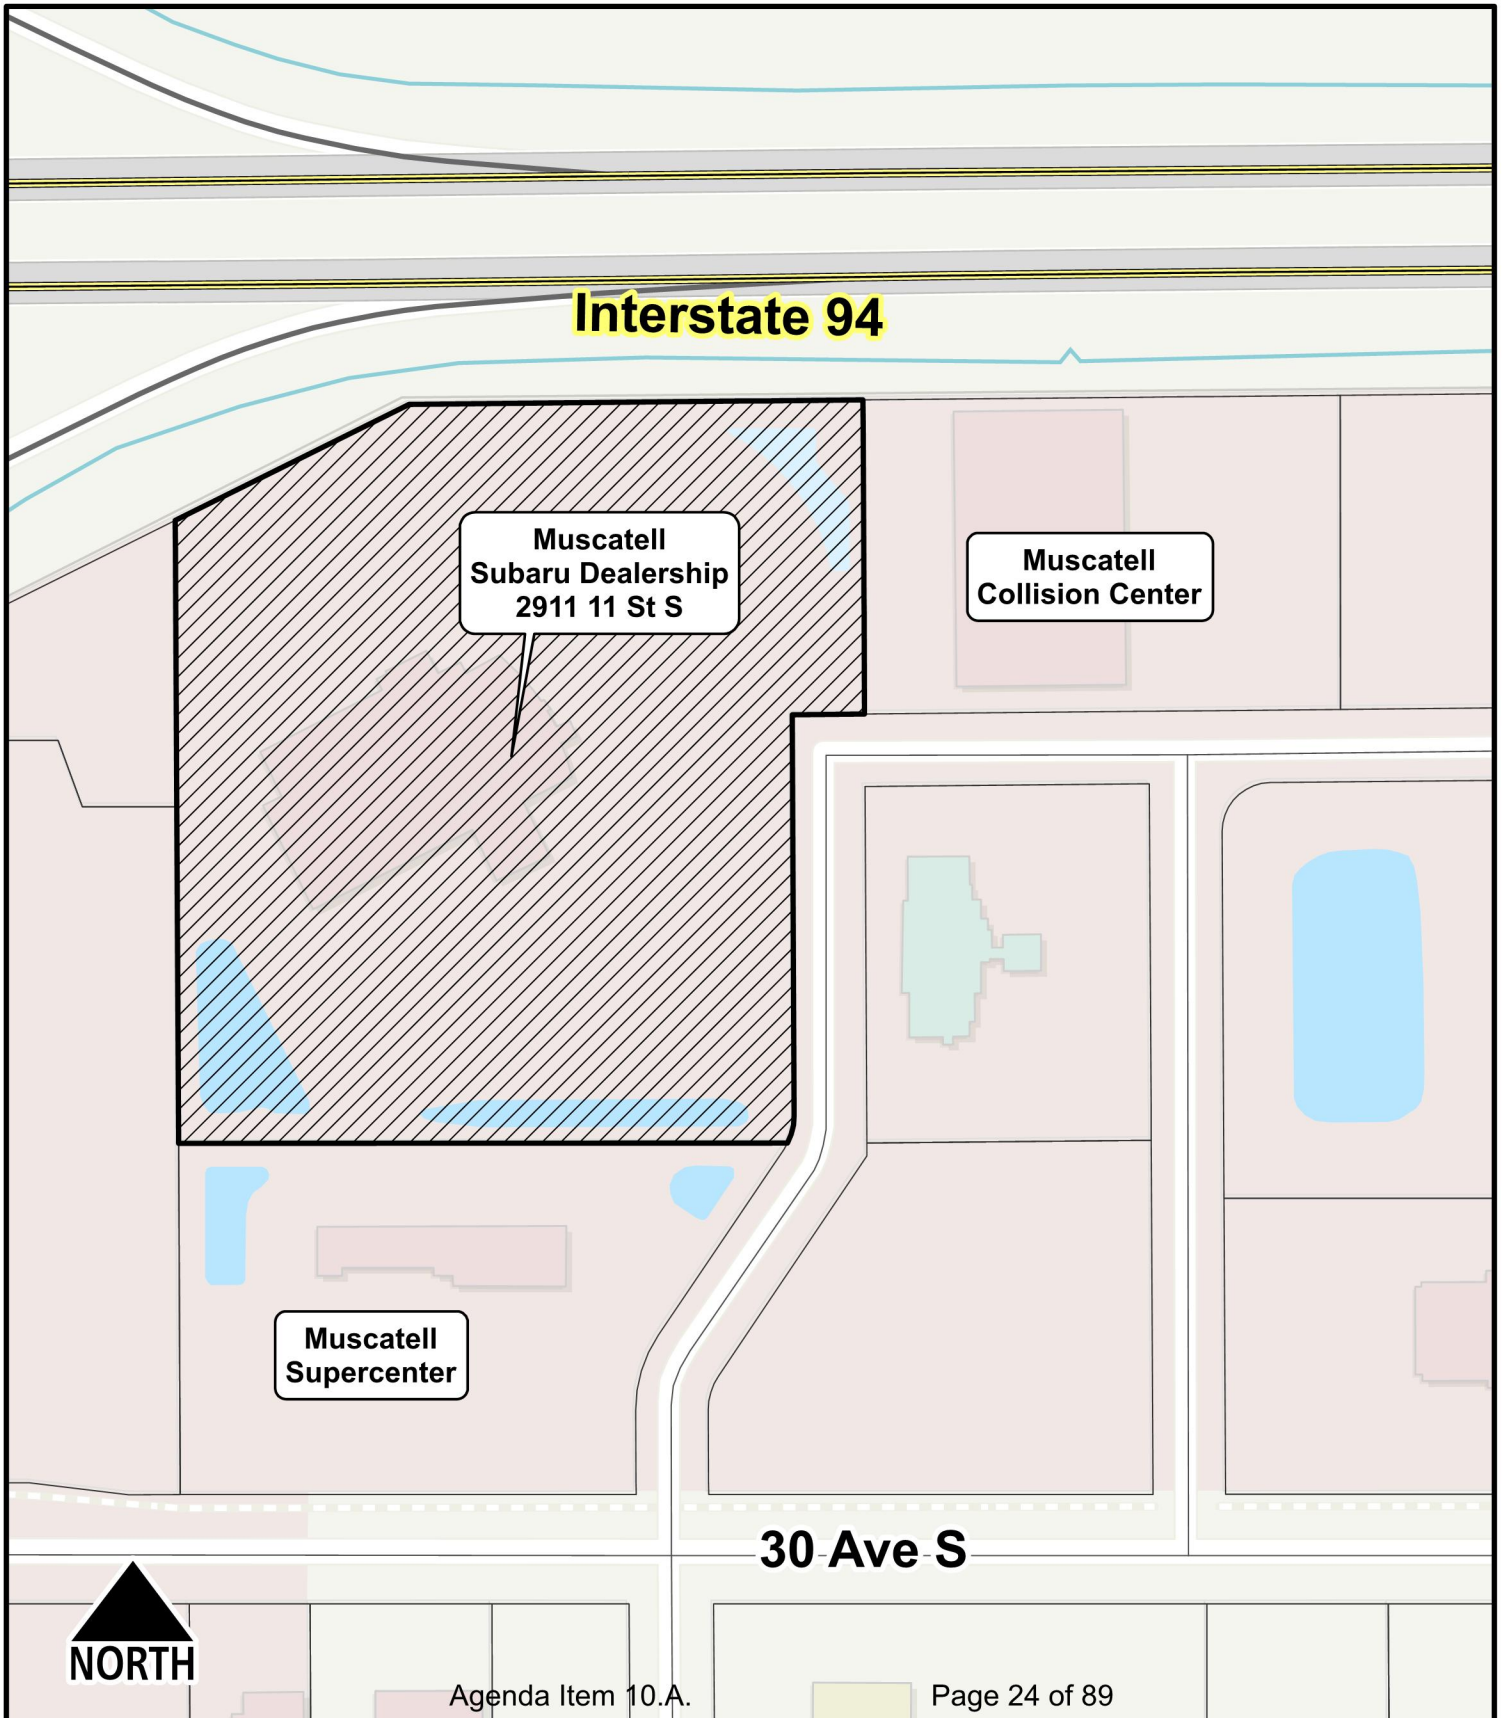 Interstate 94
Muscatell
Subaru Dealership
2911 11 St S
Muscatell
Collision Center
Muscatell
Supercenter
30 Ave S
NORTH
Agenda Item 10.A.
Page 24 of 89